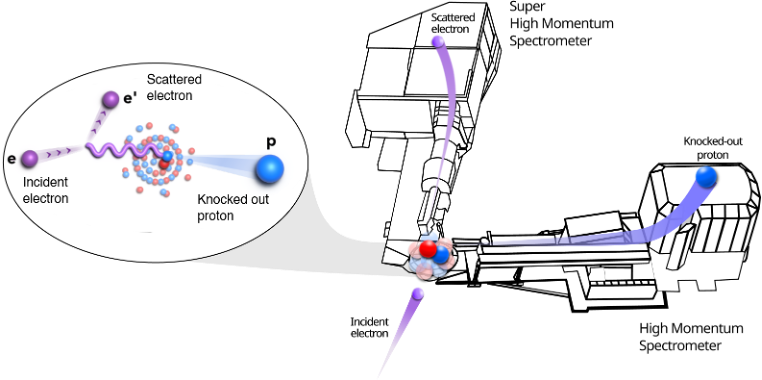 Scattered
electron
e'
e
Incident
electron
p
Knocked out
proton
Super
High Momentum
Spectrometer
Scattered
electron
Knocked-out
proton
Incident
electron
High Momentum
Spectrometer